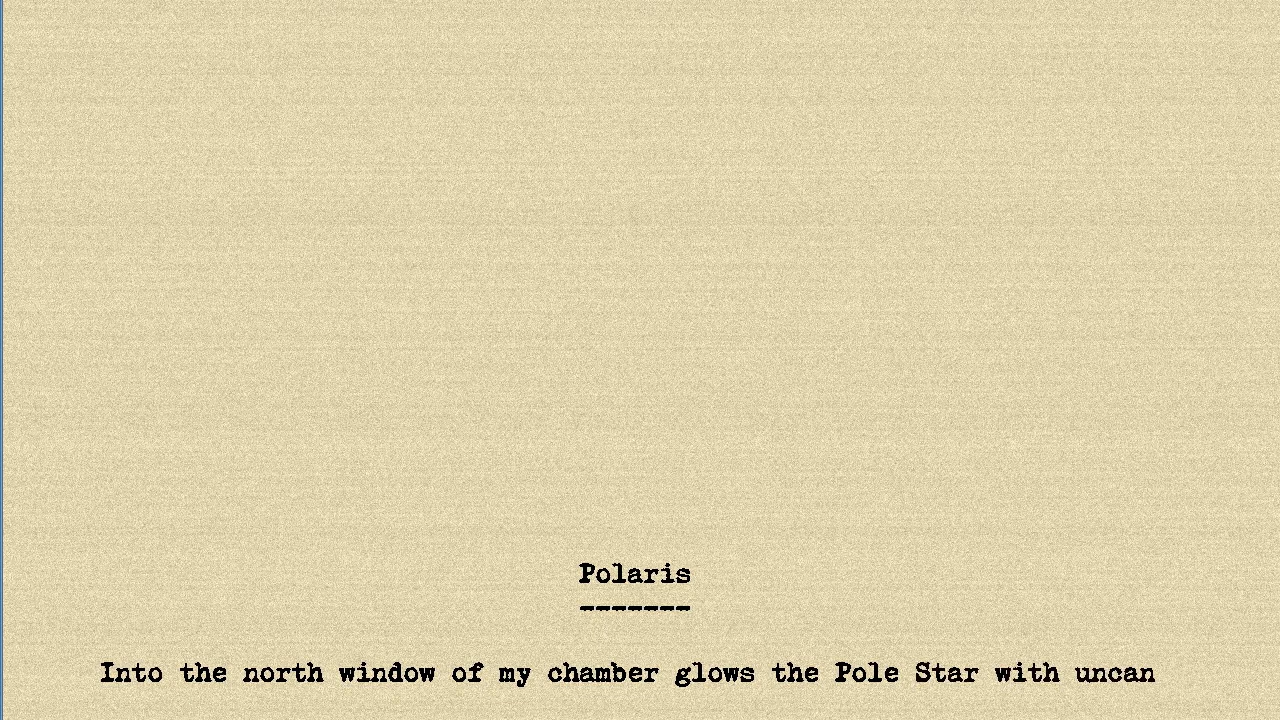 Polaris
-------
Into the north window of my chamber glows the Pole Star with uncan